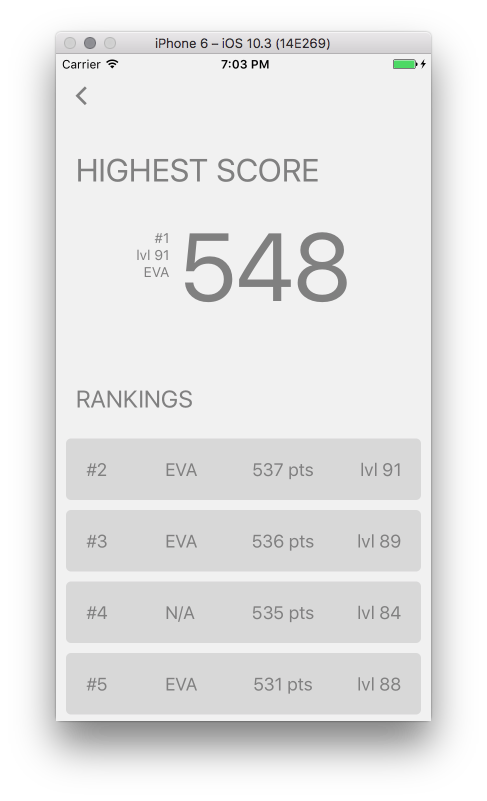 iPhone 6 – iOS 10.3 (14E269)
Carrier 7:03 PM
HIGHEST SCORE
#1
lvl 91
EVA
548
RANKINGS
#2 EVA 537 pts lvl 91
#3 EVA 536 pts lvl 89
#4 N/A 535 pts lvl 84
#5 EVA 531 pts lvl 88